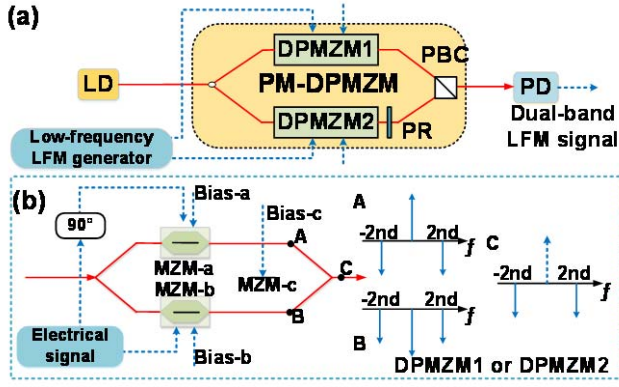 (a)
DPMZM1
PBC
LD
PM-DPMZM
PD
DPMZM2
PR
Dual-band
LFM signal
Low-frequency
LFM generator
(b)
Bias-a
Bias-c
90°
A
MZM-a
MZM-b
MZM-c
C
B
Electrical
signal
Bias-b
A
-2nd 2nd
f
C
-2nd 2nd
f
B
-2nd 2nd
f
DPMZM1 or DPMZM2